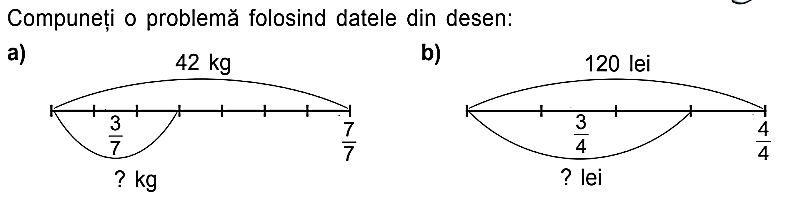 Compuneți o problemă folosind datele din desen:
a) 42 kg
3/7
7/7
? kg
b) 120 lei
3/4
4/4
? lei